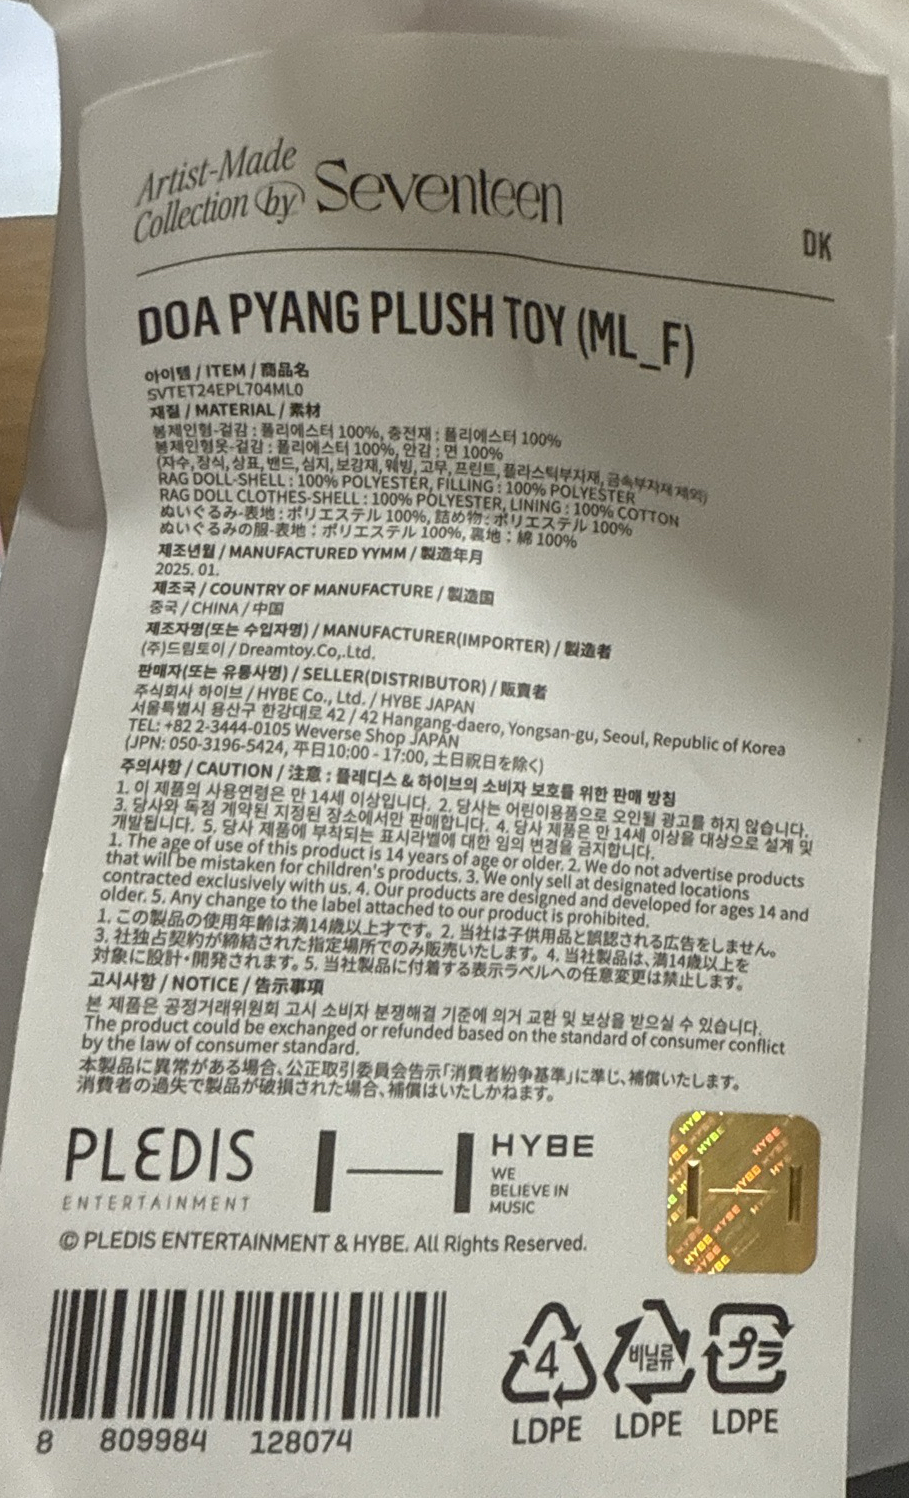 Artist-Made
Collection by Seventeen
DK
DOA PYANG PLUSH TOY (ML_F)
아이템 / ITEM / 商品名
SVTET24EPL704ML0
재질 / MATERIAL / 素材
봉제인형-겉감 : 폴리에스터 100%, 충전재 : 폴리에스터 100%
봉제인형옷-겉감 : 폴리에스터 100%, 안감 : 면 100%
(자수,장식,상표,밴드,심지,보강재,웨빙,고무,프린트,플라스틱부자재,금속부자재 제외)
RAG DOLL-SHELL : 100% POLYESTER, FILLING : 100% POLYESTER
RAG DOLL CLOTHES-SHELL : 100% POLYESTER, LINING : 100% COTTON
ぬいぐるみ-表地 : ポリエステル 100%, 詰め物 : ポリエステル 100%
ぬいぐるみの服-表地 : ポリエステル 100%, 裏地 : 綿 100%
제조년월 / MANUFACTURED YYMM / 製造年月
2025. 01.
제조국 / COUNTRY OF MANUFACTURE / 製造国
중국 / CHINA / 中国
제조자명(또는 수입자명) / MANUFACTURER(IMPORTER) / 製造者
(주)드림토이 / Dreamtoy.Co,.Ltd.
판매자(또는 유통사명) / SELLER(DISTRIBUTOR) / 販賣者
주식회사 하이브 / HYBE Co., Ltd. / HYBE JAPAN
서울특별시 용산구 한강대로 42 / 42 Hangang-daero, Yongsan-gu, Seoul, Republic of Korea
TEL: +82 2-3444-0105 Weverse Shop JAPAN
(JPN: 050-3196-5424, 平日10:00 - 17:00, 土日祝日を除く)
주의사항 / CAUTION / 注意 : 플레디스 & 하이브의 소비자 보호를 위한 판매 방침
1. 이 제품의 사용연령은 만 14세 이상입니다. 2. 당사는 어린이용품으로 오인될 광고를 하지 않습니다.
3. 당사와 독점 계약된 지정된 장소에서만 판매합니다. 4. 당사 제품은 만 14세 이상을 대상으로 설계 및
개발됩니다. 5. 당사 제품에 부착되는 표시라벨에 대한 임의 변경을 금지합니다.
1. The age of use of this product is 14 years of age or older. 2. We do not advertise products
that will be mistaken for children's products. 3. We only sell at designated locations
contracted exclusively with us. 4. Our products are designed and developed for ages 14 and
older. 5. Any change to the label attached to our product is prohibited.
1. この製品の使用年齢は満14歳以上才です。2. 当社は子供用品と誤認される広告をしません。
3. 社独占契約が締結された指定場所でのみ販売いたします。4. 当社製品は、満14歳以上を
対象に設計・開発されます。5. 当社製品に付着する表示ラベルへの任意変更は禁止します。
고시사항 / NOTICE / 告示事項
본 제품은 공정거래위원회 고시 소비자 분쟁해결 기준에 의거 교환 및 보상을 받으실 수 있습니다.
The product could be exchanged or refunded based on the standard of consumer conflict
by the law of consumer standard.
本製品に異常がある場合、公正取引委員会告示「消費者紛争基準」に準じ、補償いたします。
消費者の過失で製品が破損された場合、補償はいたしかねます。
PLEDIS
ENTERTAINMENT
HYBE
WE
BELIEVE IN
MUSIC
© PLEDIS ENTERTAINMENT & HYBE. All Rights Reserved.
8 809984 128074
4
LDPE
비닐류
LDPE
プラ
LDPE